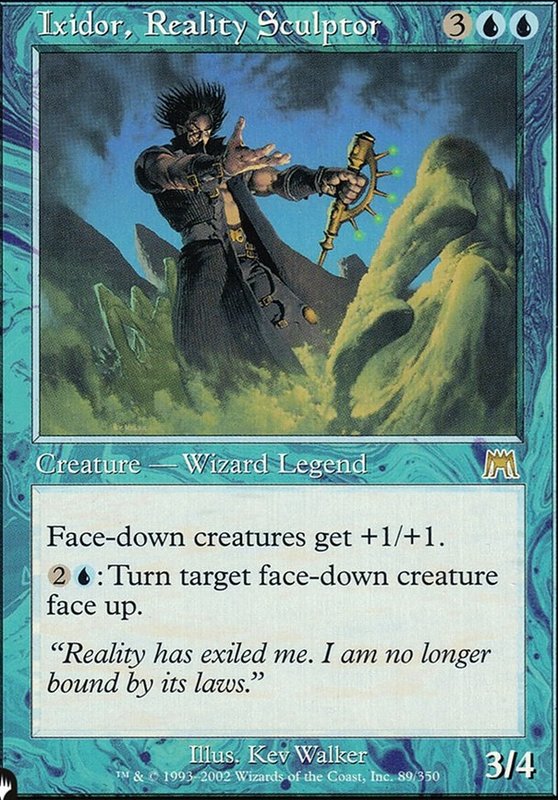 Ixidor, Reality Sculptor 3
Creature — Wizard Legend
Face-down creatures get +1/+1.
2 : Turn target face-down creature
face up.
“Reality has exiled me. I am no longer
bound by its laws.”
Illus. Kev Walker
™ & © 1993–2002 Wizards of the Coast, Inc. 89/350
3/4